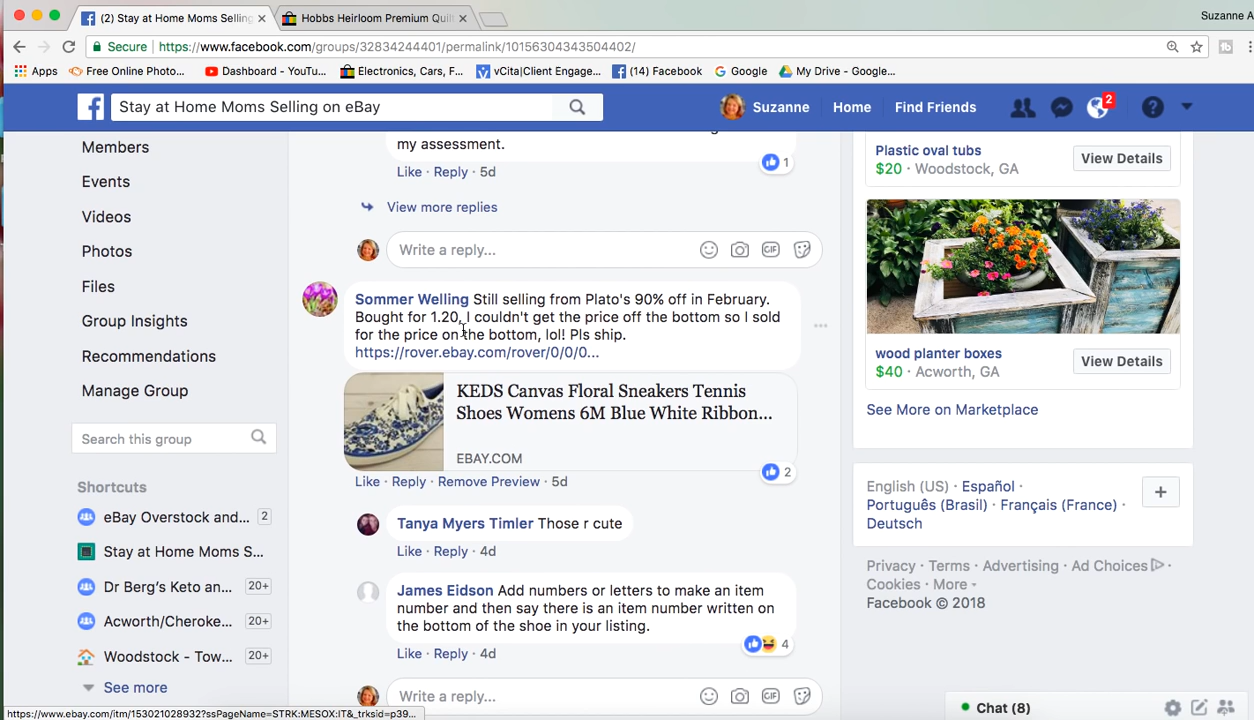 (2) Stay at Home Moms Selling
Hobbs Heirloom Premium Quil
Suzanne A
Secure
https://www.facebook.com/groups/32834244401/permalink/10156304343504402/
Apps
Free Online Photo...
Dashboard - YouTu...
Electronics, Cars, F...
vCita|Client Engage...
(14) Facebook
Google
My Drive - Google...
Stay at Home Moms Selling on eBay
Suzanne
Home
Find Friends
2
Members
Events
Videos
Photos
Files
Group Insights
Recommendations
Manage Group
Search this group
Shortcuts
eBay Overstock and... 2
Stay at Home Moms S...
Dr Berg's Keto an... 20+
Acworth/Cheroke... 20+
Woodstock - Tow... 20+
See more
my assessment.
1
Like · Reply · 5d
View more replies
Write a reply...
GIF
Sommer Welling Still selling from Plato's 90% off in February.
Bought for 1.20, I couldn't get the price off the bottom so I sold
for the price on the bottom, lol! Pls ship.
https://rover.ebay.com/rover/0/0/0...
KEDS Canvas Floral Sneakers Tennis
Shoes Womens 6M Blue White Ribbon...
EBAY.COM
2
Like · Reply · Remove Preview · 5d
Tanya Myers Timler Those r cute
Like · Reply · 4d
James Eidson Add numbers or letters to make an item
number and then say there is an item number written on
the bottom of the shoe in your listing.
4
Like · Reply · 4d
Write a reply...
GIF
Plastic oval tubs
$20 · Woodstock, GA
View Details
wood planter boxes
$40 · Acworth, GA
View Details
See More on Marketplace
English (US) · Español ·
Português (Brasil) · Français (France) ·
Deutsch
Privacy · Terms · Advertising · Ad Choices ·
Cookies · More
Facebook © 2018
Chat (8)
https://www.ebay.com/itm/153021028932?ssPageName=STRK:MESOX:IT&_trksid=p39...